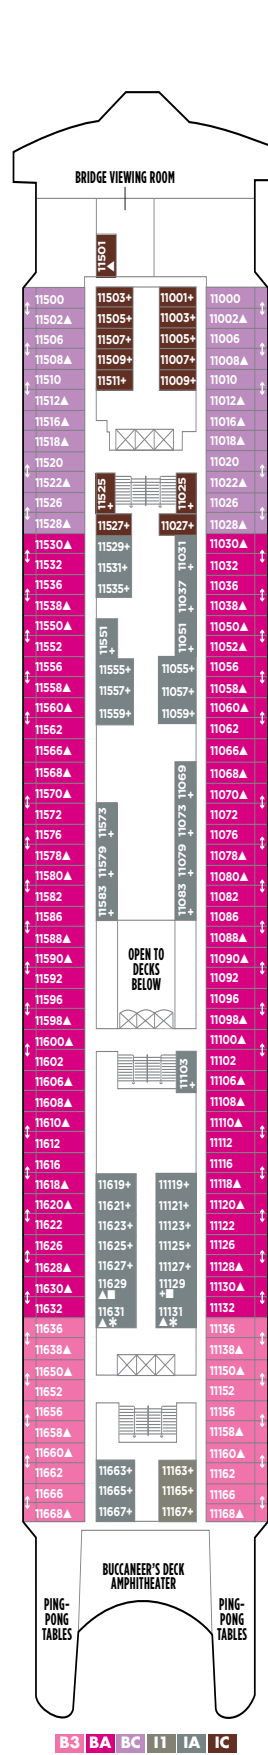 BRIDGE VIEWING ROOM
11501▲
11500 11503+ 11001+ 11000
11502▲ 11505+ 11003+ 11002▲
11506 11507+ 11005+ 11006
11508▲ 11509+ 11007+ 11008▲
11510 11511+ 11009+ 11010
11512▲ 11012▲
11516▲ 11016▲
11518▲ 11018▲
11520 11020
11522▲ 11525+ 11025+ 11022▲
11526 11026
11528▲ 11527+ 11027+ 11028▲
11530▲ 11529+ 11031+ 11030▲
11532 11531+ 11032
11536 11535+ 11037+ 11036
11538▲ 11038▲
11550▲ 11551+ 11051+ 11050▲
11552 11052▲
11556 11555+ 11055+ 11056
11558▲ 11557+ 11057+ 11058▲
11560▲ 11559+ 11059+ 11060▲
11562 11062
11566▲ 11066▲
11568▲ 11069+ 11068▲
11570▲ 11070▲
11572 11573+ 11073+ 11072
11576 11076
11578▲ 11579+ 11079+ 11078▲
11580▲ 11080▲
11582 11583+ 11083+ 11082
11586 11086
11588▲ 11088▲
OPEN TO
DECKS
BELOW
11590▲ 11090▲
11592 11092
11596 11096
11598▲ 11098▲
11600▲ 11100▲
11602 11103+ 11102
11606▲ 11106▲
11608▲ 11108▲
11610▲ 11110▲
11612 11112
11616 11116
11618▲ 11619+ 11119+ 11118▲
11620▲ 11621+ 11121+ 11120▲
11622 11623+ 11123+ 11122
11626 11625+ 11125+ 11126
11628▲ 11627+ 11127+ 11128▲
11630▲ 11629▲■ 11129+■ 11130▲
11632 11631▲* 11131▲* 11132
11636 11136
11638▲ 11138▲
11650▲ 11150▲
11652 11152
11656 11156
11658▲ 11158▲
11660▲ 11160▲
11662 11663+ 11163+ 11162
11666 11665+ 11165+ 11166
11668▲ 11667+ 11167+ 11168▲
BUCCANEER'S DECK
AMPHITHEATER
PING-
PONG
TABLES
PING-
PONG
TABLES
B3 BA BC I1 IA IC